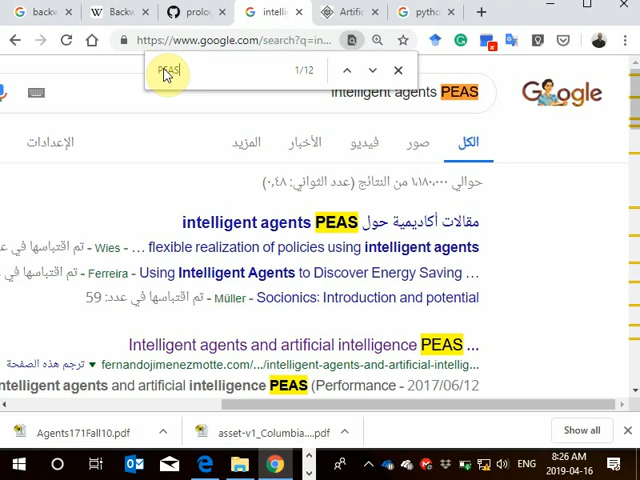 backw
Backw
prolo
intelli
Artific
python
https://www.google.com/search?q=in...
PEAS
1/12
intelligent agents PEAS
Google
الكل
صور
فيديو
الأخبار
المزيد
الإعدادات
حوالي ١,١٨٠,٠٠٠ من النتائج (عدد الثواني: ٠,٤٨)
مقالات أكاديمية حول intelligent agents PEAS
... flexible realization of policies using intelligent agents - Wies - تم اقتباسها في عد
Using Intelligent Agents to Discover Energy Saving ... - Ferreira - تم اقتباسها في عد
Socionics: Introduction and potential - Müller - تم اقتباسها في عدد: 59
Intelligent agents and artificial intelligence PEAS ...
fernandojimenezmotte.com/.../intelligent-agents-and-artificial-intellig... ترجم هذه الصفحة
ntelligent agents and artificial intelligence PEAS (Performance - 2017/06/12
Agents171Fall10.pdf
asset-v1_Columbia....pdf
Show all
ENG
8:26 AM
2019-04-16